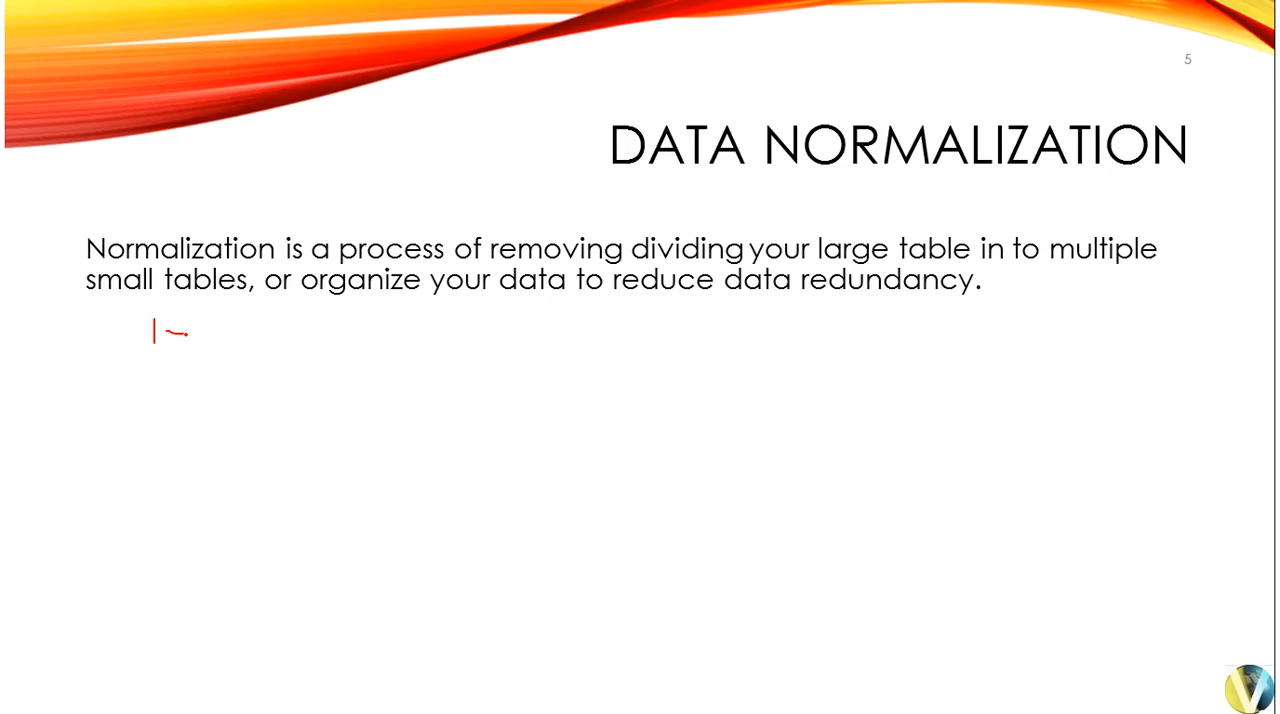 5
DATA NORMALIZATION
Normalization is a process of removing dividing your large table in to multiple
small tables, or organize your data to reduce data redundancy.